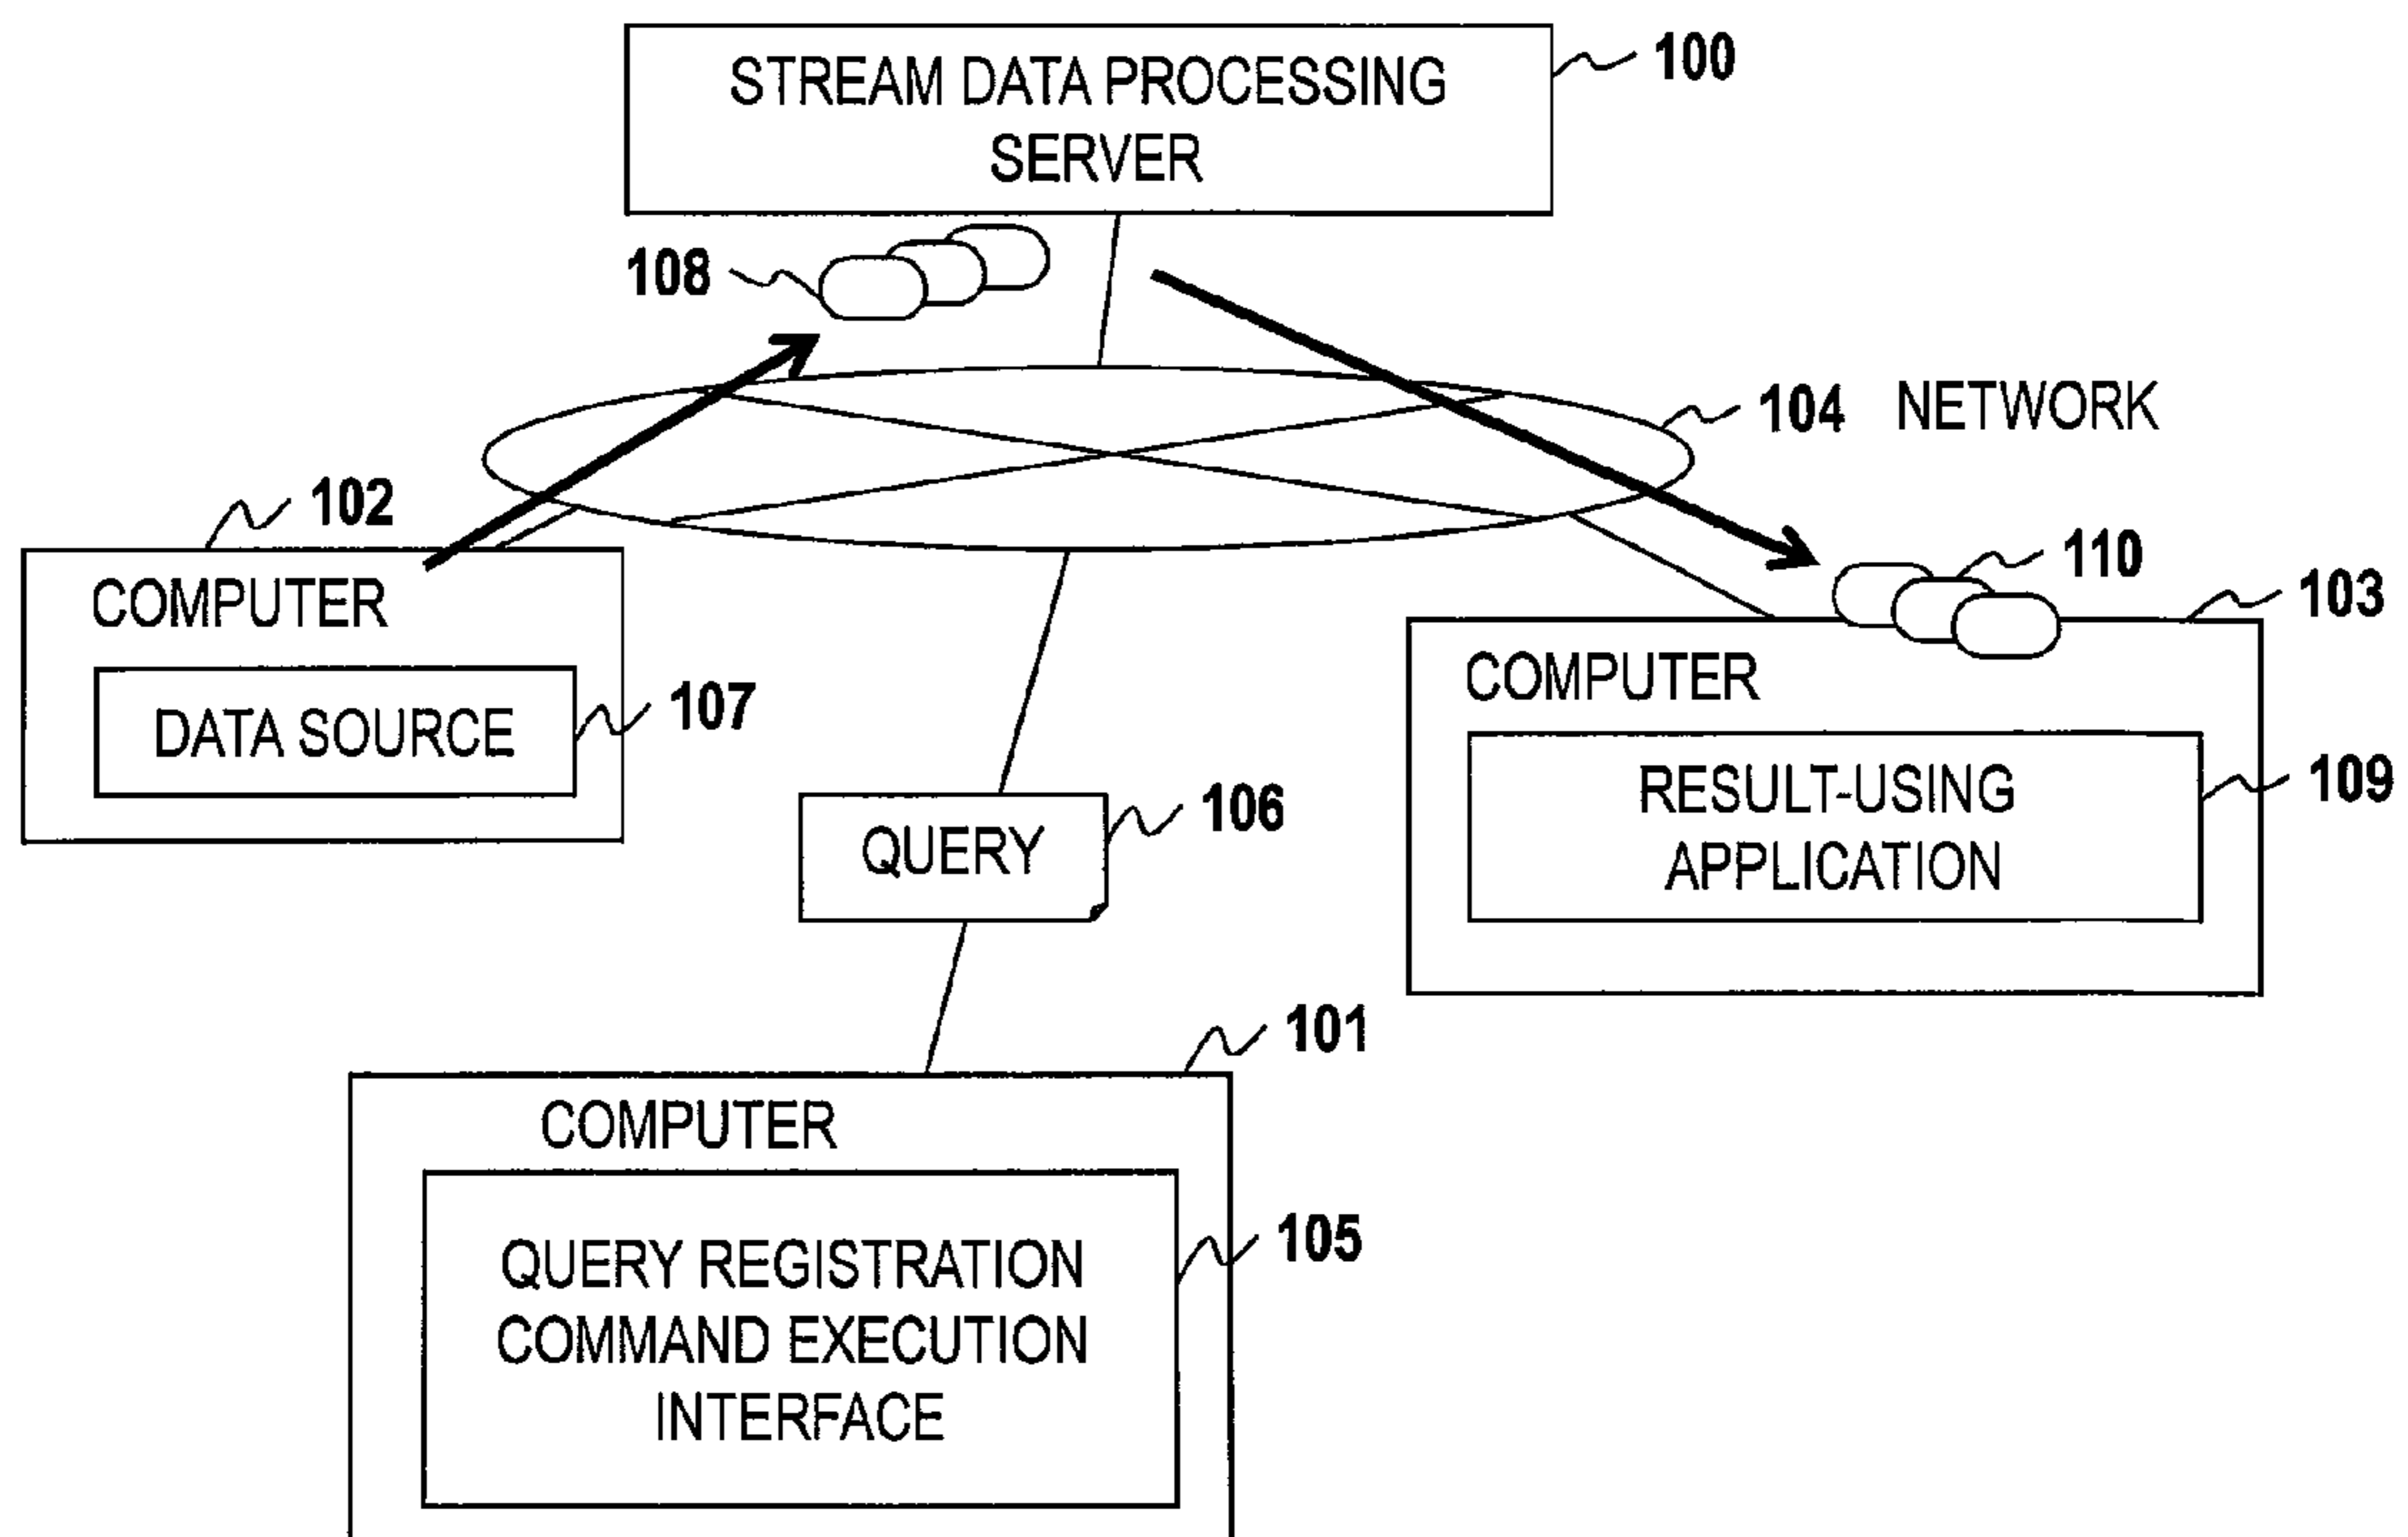 STREAM DATA PROCESSING
SERVER
100
108
104 NETWORK
102
COMPUTER
DATA SOURCE
107
110
103
COMPUTER
RESULT-USING
APPLICATION
109
QUERY
106
101
COMPUTER
QUERY REGISTRATION
COMMAND EXECUTION
INTERFACE
105